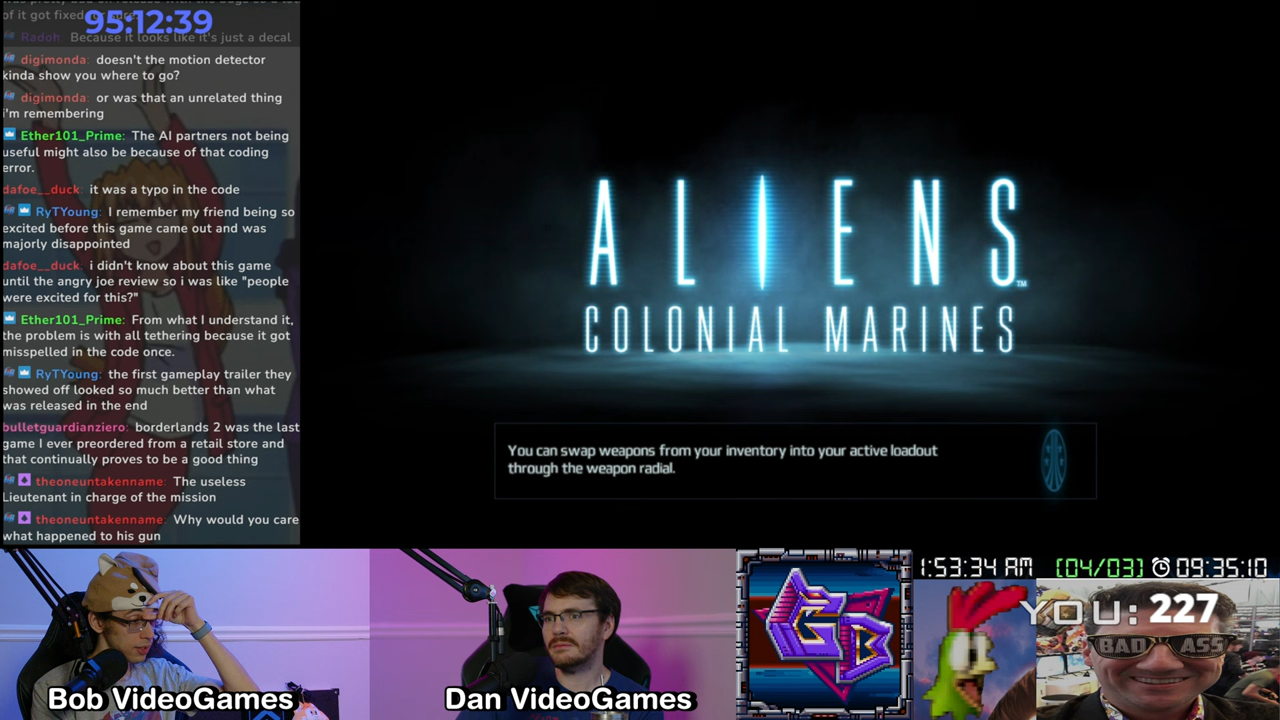 of it got fixed
95:12:39
Radoh: Because it looks like it's just a decal
digimonda: doesn't the motion detector
kinda show you where to go?
digimonda: or was that an unrelated thing
i'm remembering
Ether101_Prime: The AI partners not being
useful might also be because of that coding
error.
dafoe__duck: it was a typo in the code
RyTYoung: I remember my friend being so
excited before this game came out and was
majorly disappointed
dafoe__duck: i didn't know about this game
until the angry joe review so i was like "people
were excited for this?"
Ether101_Prime: From what I understand it,
the problem is with all tethering because it got
misspelled in the code once.
RyTYoung: the first gameplay trailer they
showed off looked so much better than what
was released in the end
bulletguardianziero: borderlands 2 was the last
game I ever preordered from a retail store and
that continually proves to be a good thing
theoneuntakenname: The useless
Lieutenant in charge of the mission
theoneuntakenname: Why would you care
what happened to his gun
ALIENS™
COLONIAL MARINES
You can swap weapons from your inventory into your active loadout
through the weapon radial.
Bob VideoGames
Dan VideoGames
GB
1:53:34 AM [04/03] 09:35:10
YOU: 227
BAD ASS